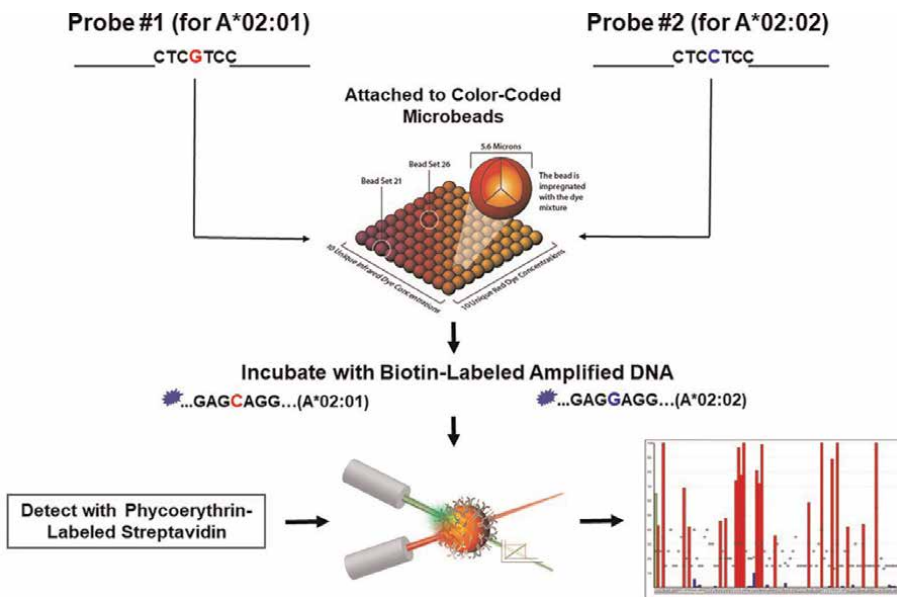 Probe #1 (for A*02:01)
CTCGTCC
Probe #2 (for A*02:02)
CTCCTCC
Attached to Color-Coded
Microbeads
5.6 Microns
Bead Set 26
Bead Set 21
The bead is
impregnated
with the dye
mixture
10 Unique Infrared Dye Concentrations
10 Unique Red Dye Concentrations
Incubate with Biotin-Labeled Amplified DNA
...GAGCAGG...(A*02:01)
...GAGGAGG...(A*02:02)
Detect with Phycoerythrin-
Labeled Streptavidin